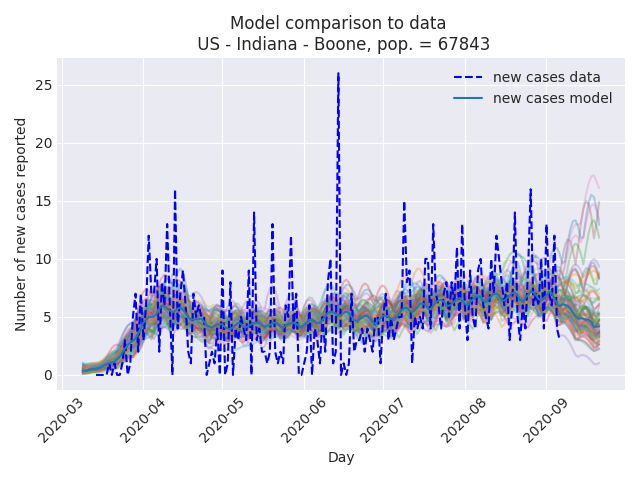 Model comparison to data
US - Indiana - Boone, pop. = 67843
new cases data
new cases model
Number of new cases reported
25
20
15
10
5
0
2020-03
2020-04
2020-05
2020-06
2020-07
2020-08
2020-09
Day